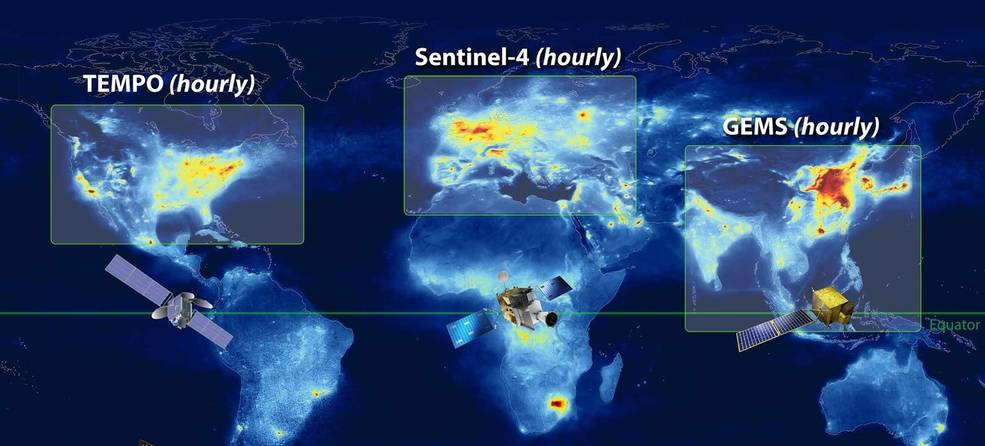 Sentinel-4 (hourly)
TEMPO (hourly)
GEMS (hourly)
Equator